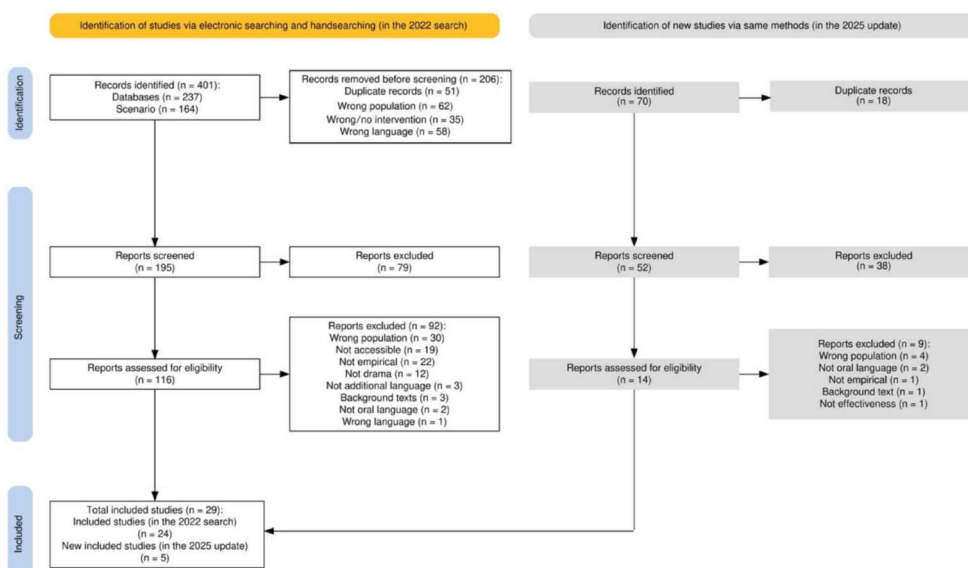 Identification of studies via electronic searching and handsearching (in the 2022 search)
Identification of new studies via same methods (in the 2025 update)
Identification
Records identified (n = 401):
Databases (n = 237)
Scenario (n = 164)
Records removed before screening (n = 206):
Duplicate records (n = 51)
Wrong population (n = 62)
Wrong/no intervention (n = 35)
Wrong language (n = 58)
Records identified
(n = 70)
Duplicate records
(n = 18)
Screening
Reports screened
(n = 195)
Reports excluded
(n = 79)
Reports screened
(n = 52)
Reports excluded
(n = 38)
Reports assessed for eligibility
(n = 116)
Reports excluded (n = 92):
Wrong population (n = 30)
Not accessible (n = 19)
Not empirical (n = 22)
Not drama (n = 12)
Not additional language (n = 3)
Background texts (n = 3)
Not oral language (n = 2)
Wrong language (n = 1)
Reports assessed for eligibility
(n = 14)
Reports excluded (n = 9):
Wrong population (n = 4)
Not oral language (n = 2)
Not empirical (n = 1)
Background text (n = 1)
Not effectiveness (n = 1)
Included
Total included studies (n = 29):
Included studies (in the 2022 search)
(n = 24)
New included studies (in the 2025 update)
(n = 5)